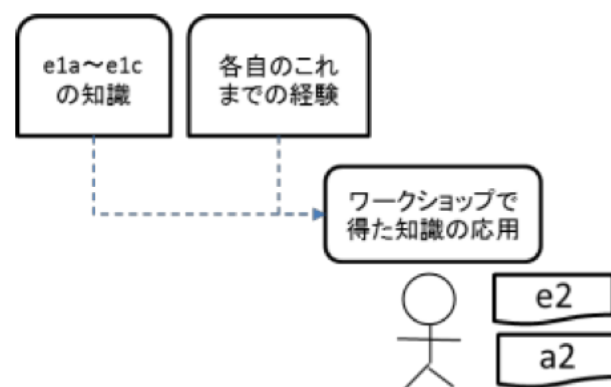 e1a～e1c
の知識
各自のこれ
までの経験
ワークショップで
得た知識の応用
e2
a2